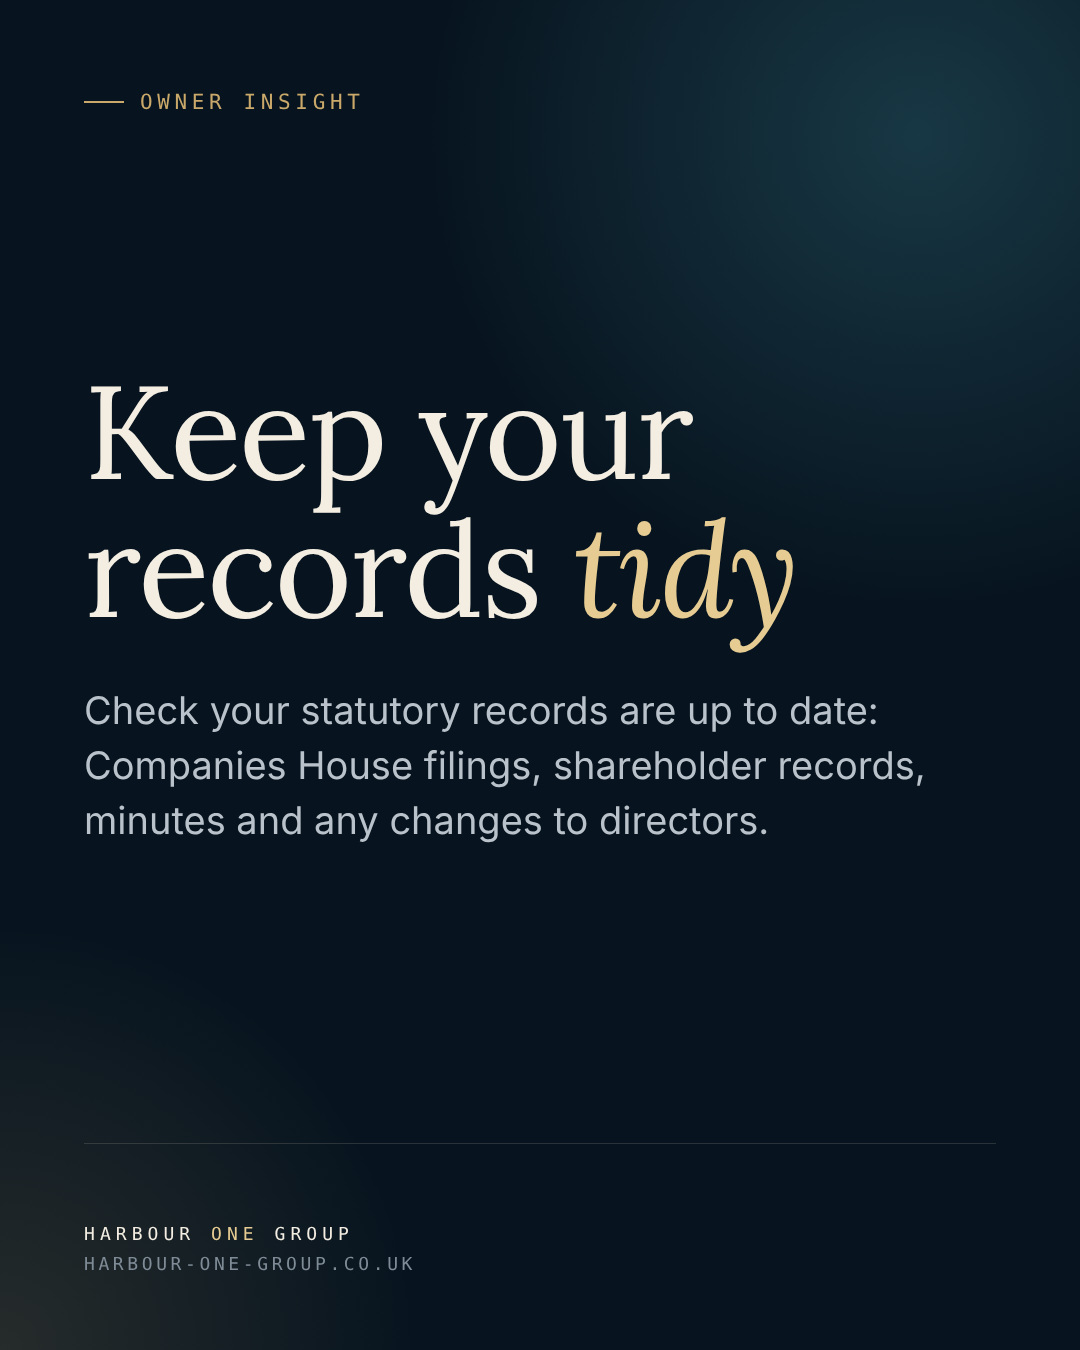 OWNER INSIGHT
Keep your
records tidy
Check your statutory records are up to date:
Companies House filings, shareholder records,
minutes and any changes to directors.
HARBOUR ONE GROUP
HARBOUR-ONE-GROUP.CO.UK